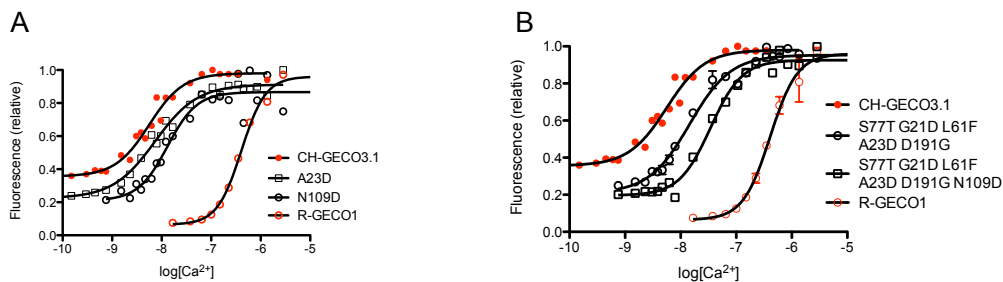 A
Fluorescence (relative)
1.0
0.8
0.6
0.4
0.2
0.0
-10
-9
-8
-7
-6
-5
log[Ca²⁺]
CH-GECO3.1
A23D
N109D
R-GECO1
B
Fluorescence (relative)
1.0
0.8
0.6
0.4
0.2
0.0
-10
-9
-8
-7
-6
-5
log[Ca²⁺]
CH-GECO3.1
S77T G21D L61F
A23D D191G
S77T G21D L61F
A23D D191G N109D
R-GECO1